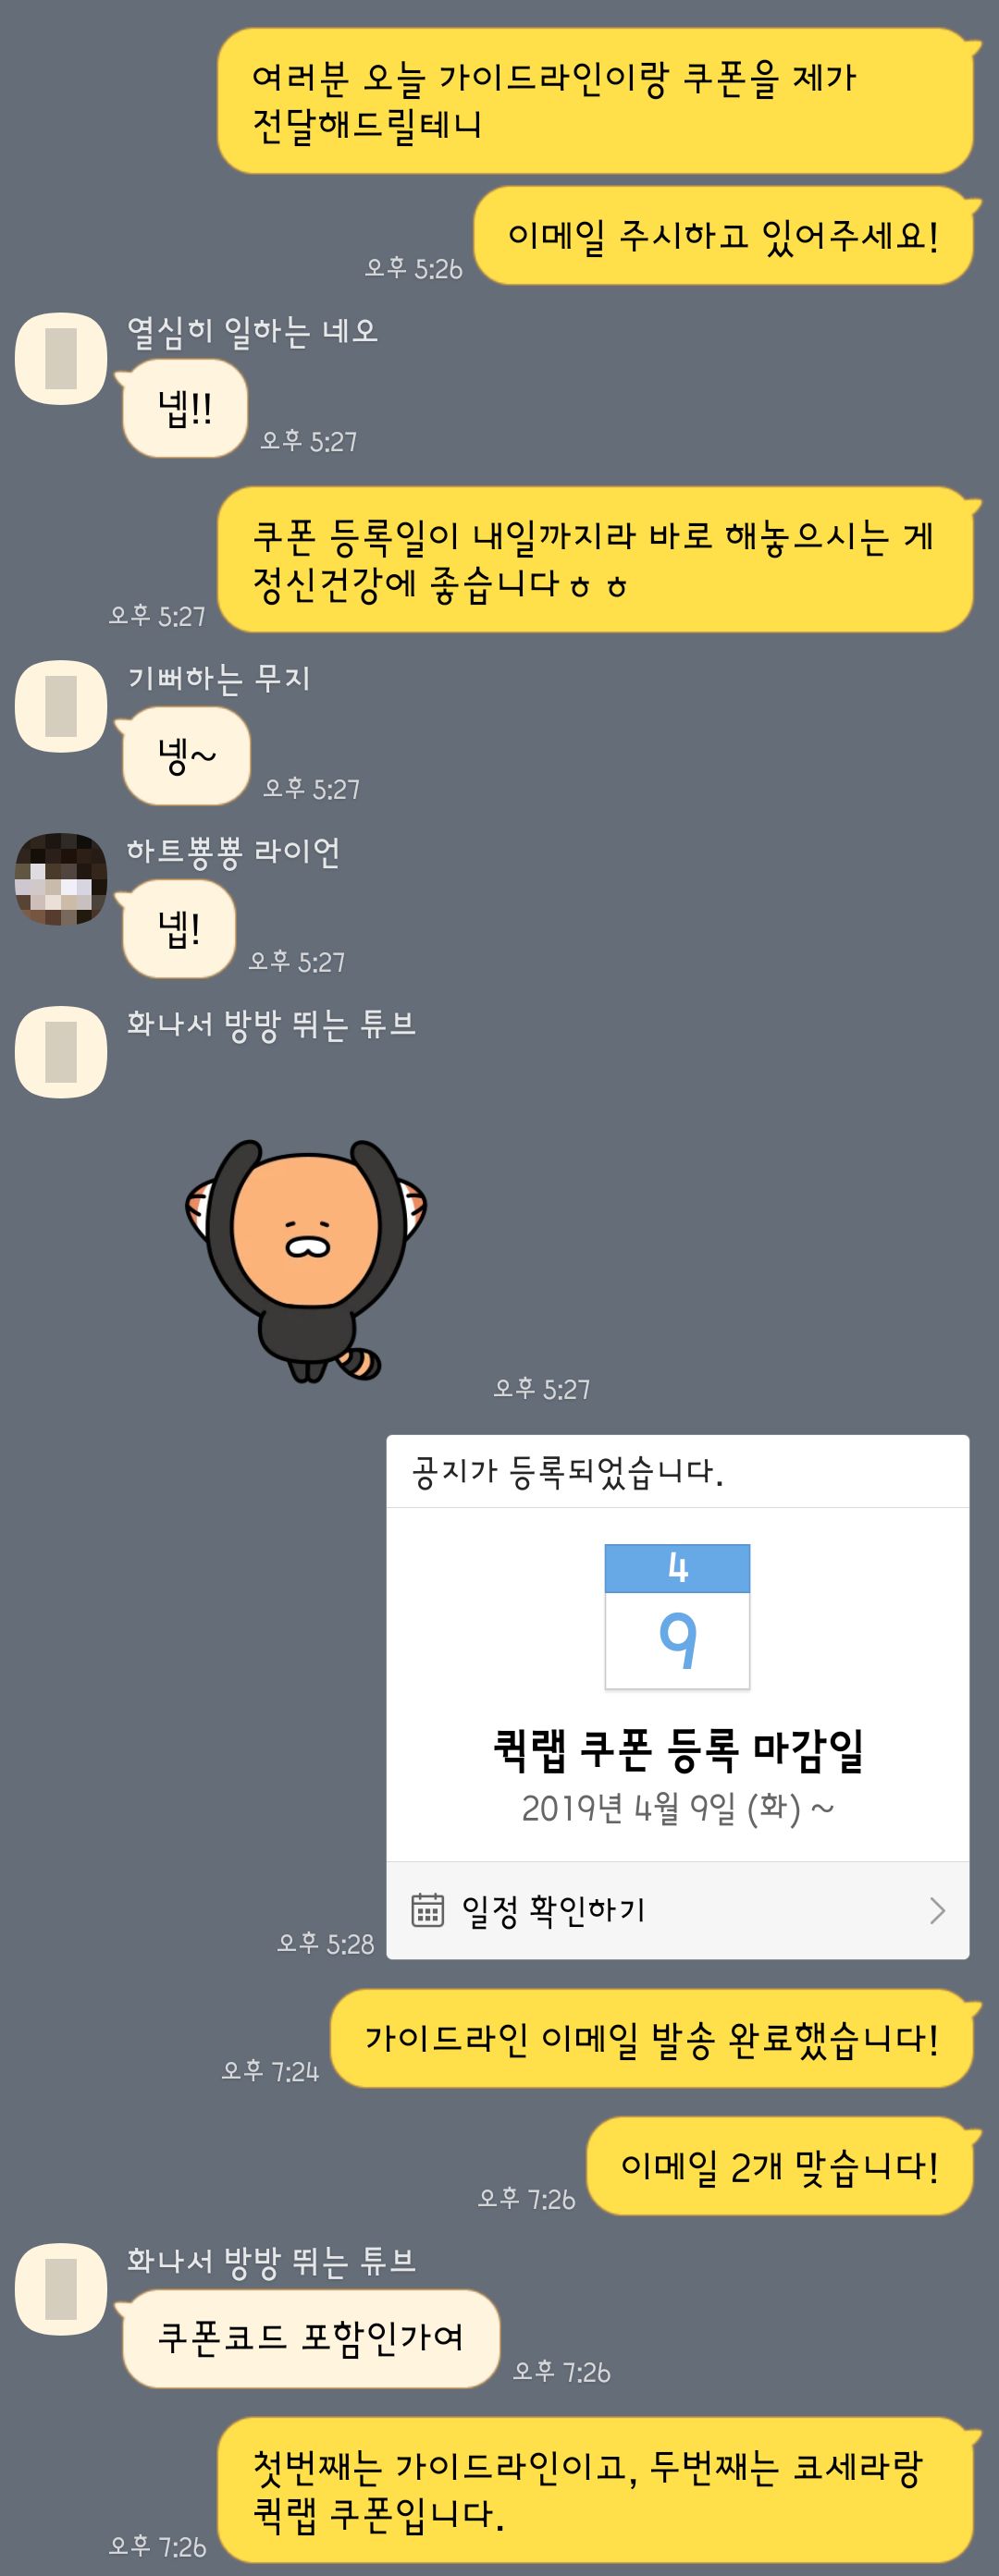 여러분 오늘 가이드라인이랑 쿠폰을 제가
전달해드릴테니
이메일 주시하고 있어주세요!
오후 5:26
열심히 일하는 네오
넵!!
오후 5:27
쿠폰 등록일이 내일까지라 바로 해놓으시는 게
정신건강에 좋습니다ㅎㅎ
오후 5:27
기뻐하는 무지
넹~
오후 5:27
하트뿅뿅 라이언
넵!
오후 5:27
화나서 방방 뛰는 튜브
오후 5:27
공지가 등록되었습니다.
4
9
퀵랩 쿠폰 등록 마감일
2019년 4월 9일 (화) ~
일정 확인하기
오후 5:28
가이드라인 이메일 발송 완료했습니다!
오후 7:24
이메일 2개 맞습니다!
오후 7:26
화나서 방방 뛰는 튜브
쿠폰코드 포함인가여
오후 7:26
첫번째는 가이드라인이고, 두번째는 코세라랑
퀵랩 쿠폰입니다.
오후 7:26